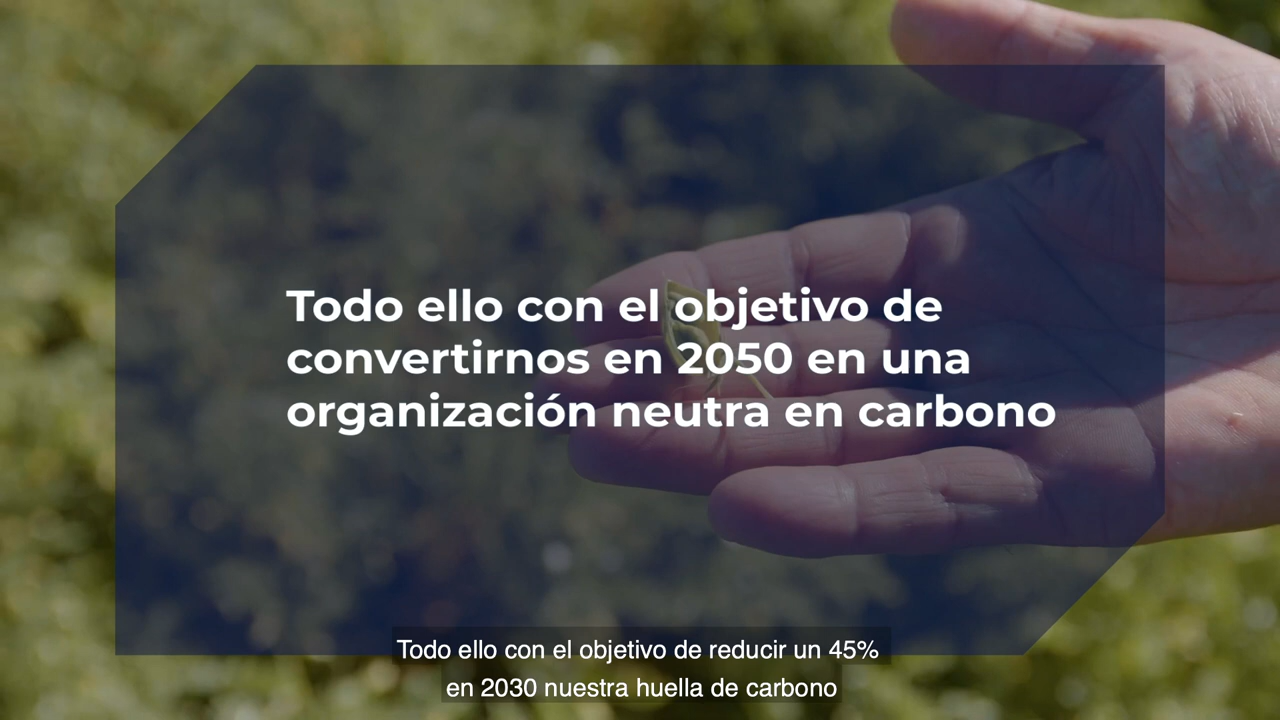 Todo ello con el objetivo de
convertirnos en 2050 en una
organización neutra en carbono
Todo ello con el objetivo de reducir un 45%
en 2030 nuestra huella de carbono